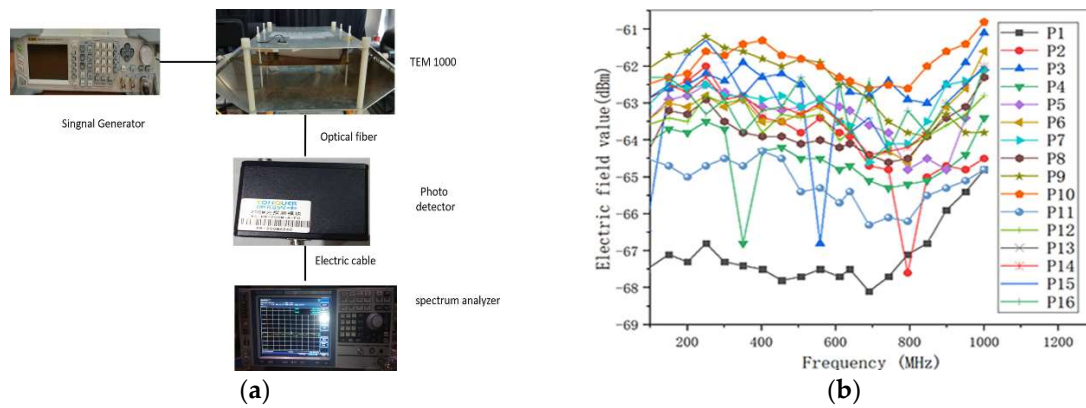 Singnal Generator
TEM 1000
Optical fiber
Photo
detector
Electric cable
spectrum analyzer
(a)
Electric field value(dBm)
-61
-62
-63
-64
-65
-66
-67
-68
-69
200
400
600
800
1000
1200
Frequency (MHz)
P1
P2
P3
P4
P5
P6
P7
P8
P9
P10
P11
P12
P13
P14
P15
P16
(b)